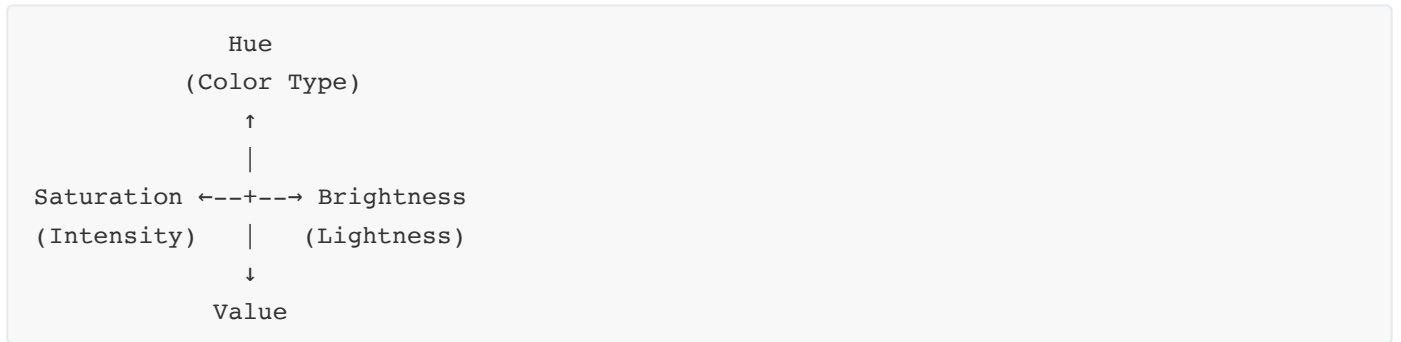 Hue
(Color Type)
↑
|
Saturation ←--+--→ Brightness
(Intensity) | (Lightness)
↓
Value